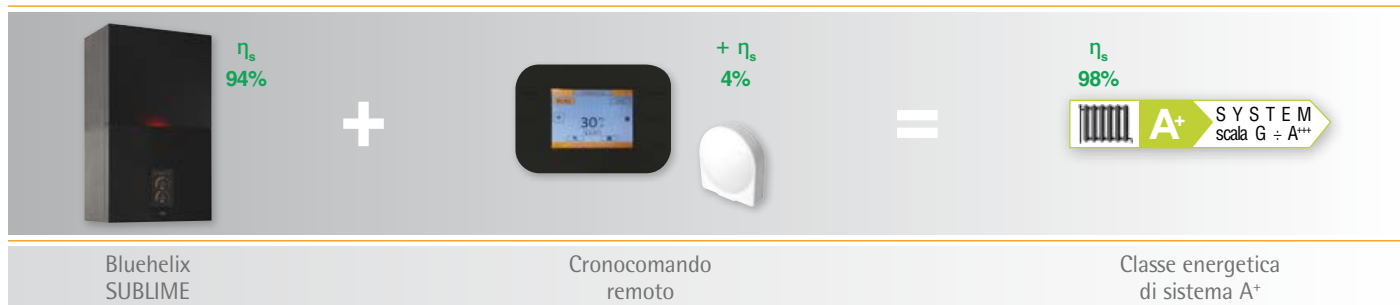 ηs
94%
+
+ ηs
4%
30
=
ηs
98%
A+
SYSTEM
scala G ÷ A+++
Bluehelix
SUBLIME
Cronocomando
remoto
Classe energetica
di sistema A+